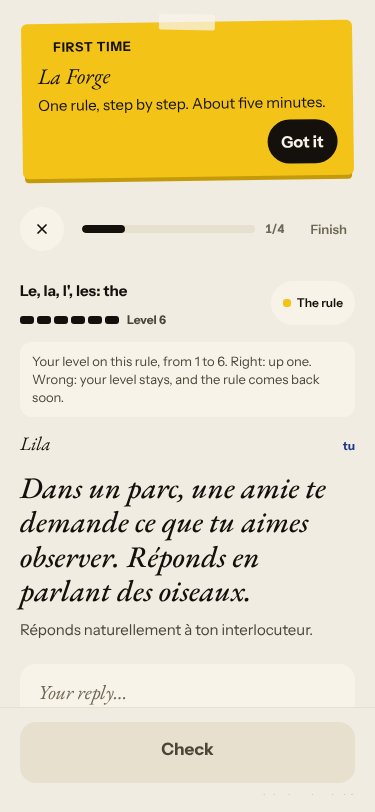 FIRST TIME
La Forge
One rule, step by step. About five minutes.
Got it
1/4
Finish
Le, la, l', les: the
The rule
Level 6
Your level on this rule, from 1 to 6. Right: up one.
Wrong: your level stays, and the rule comes back
soon.
Lila
tu
Dans un parc, une amie te
demande ce que tu aimes
observer. Réponds en
parlant des oiseaux.
Réponds naturellement à ton interlocuteur.
Your reply...
Check